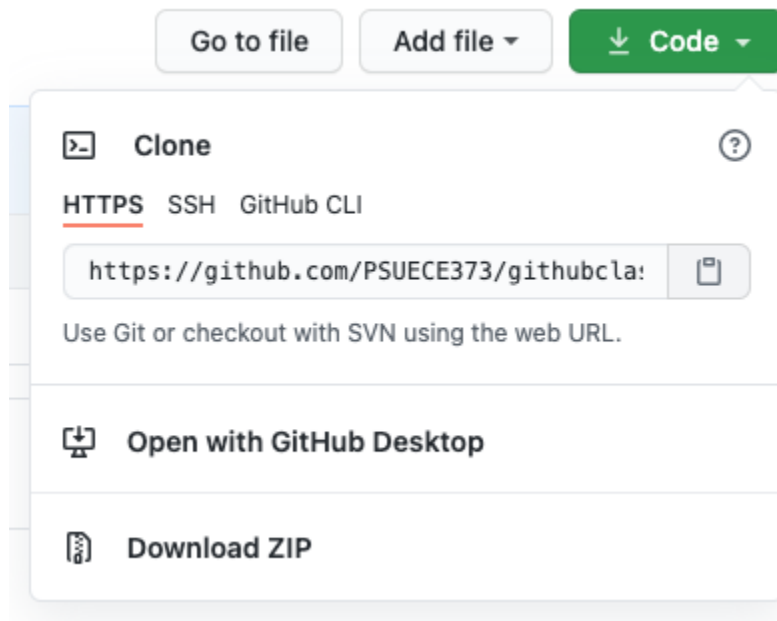 Go to file Add file Code
Clone
HTTPS SSH GitHub CLI
https://github.com/PSUECE373/githubclas
Use Git or checkout with SVN using the web URL.
Open with GitHub Desktop
Download ZIP